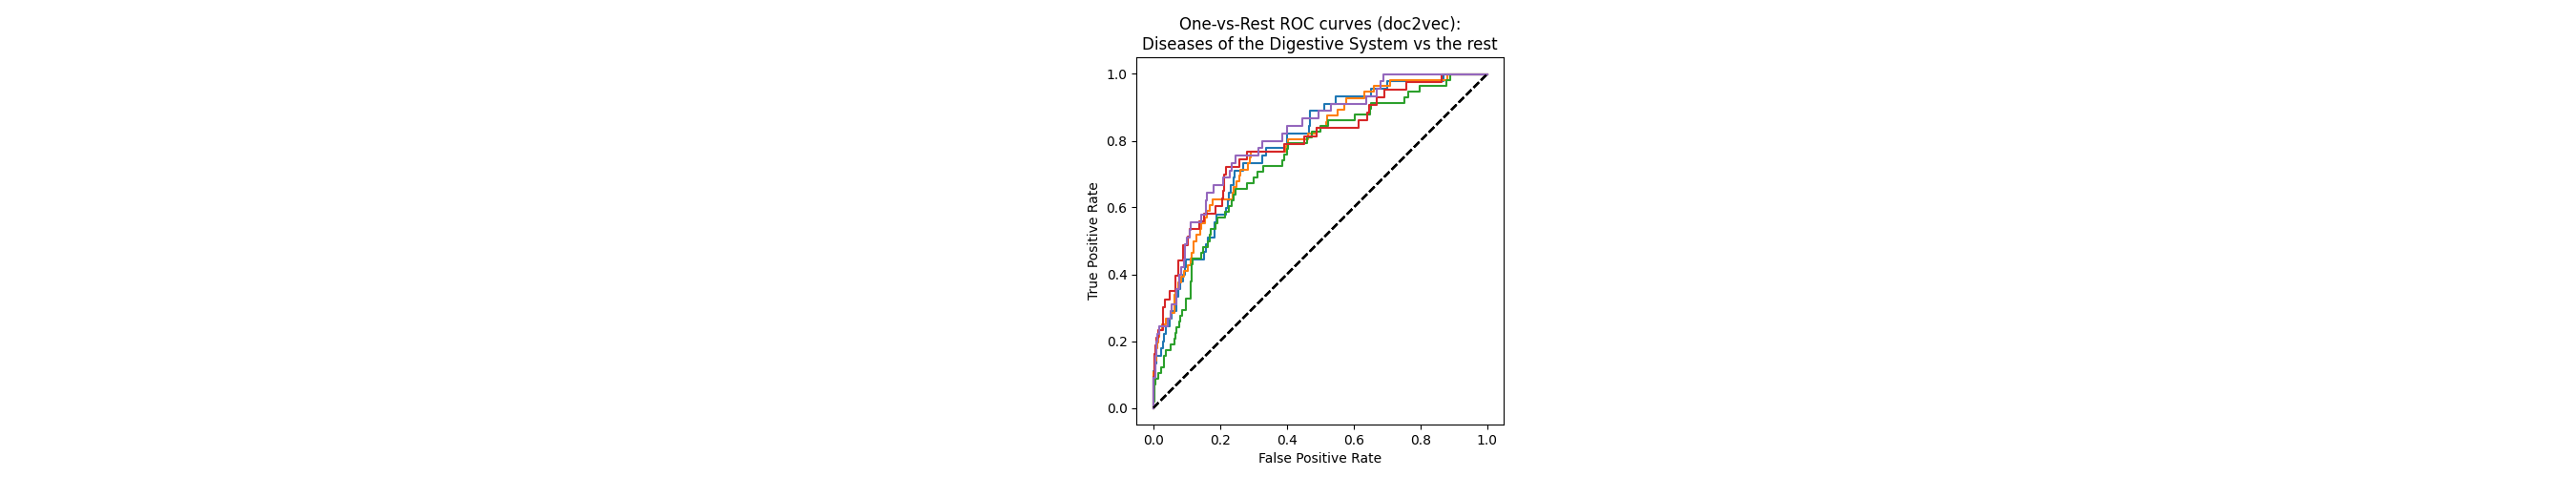 One-vs-Rest ROC curves (doc2vec):
Diseases of the Digestive System vs the rest
1.0
0.8
0.6
0.4
0.2
0.0
True Positive Rate
0.0 0.2 0.4 0.6 0.8 1.0
False Positive Rate